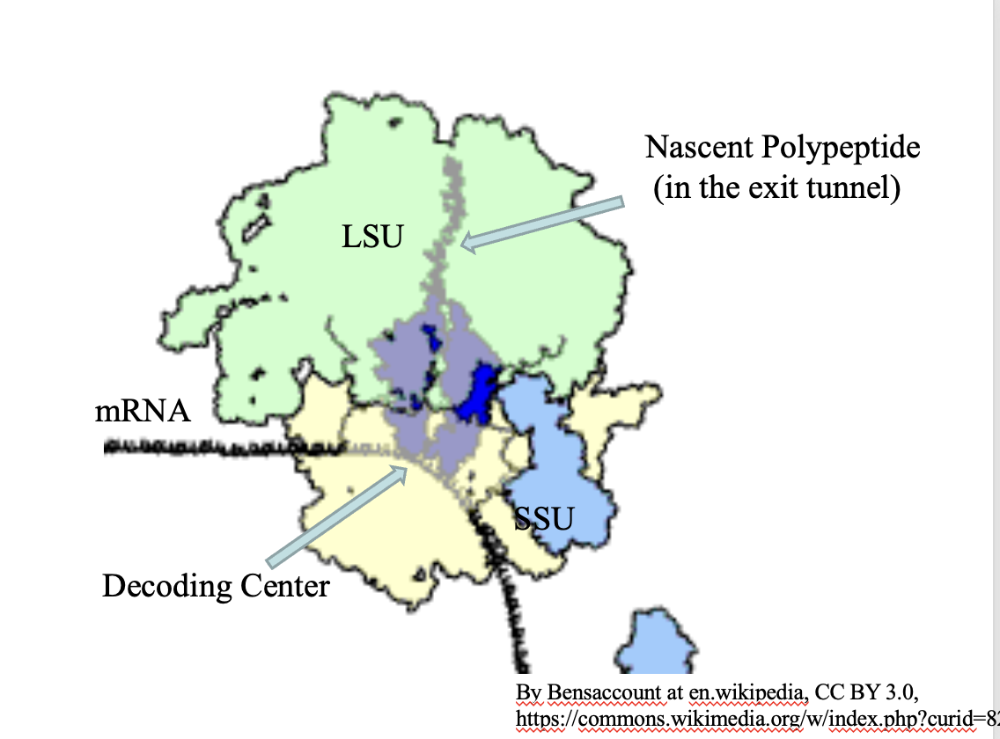 Nascent Polypeptide
(in the exit tunnel)
LSU
mRNA
SSU
Decoding Center
By Bensaccount at en.wikipedia, CC BY 3.0,
https://commons.wikimedia.org/w/index.php?curid=82